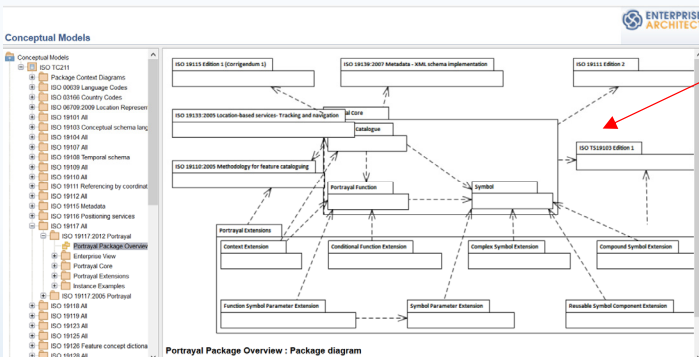 ENTERPRISE
ARCHITEC
Conceptual Models
Conceptual Models
ISO TC211
Package Context Diagrams
ISO 00639 Language Codes
ISO 03166 Country Codes
ISO 06709:2009 Location Represen
ISO 19101 All
ISO 19103 Conceptual schema lang
ISO 19104 All
ISO 19107 All
ISO 19108 Temporal schema
ISO 19109 All
ISO 19110 All
ISO 19111 Referencing by coordinat
ISO 19112 All
ISO 19115 Metadata
ISO 19116 Positioning services
ISO 19117 All
ISO 19117:2012 Portrayal
Portrayal Package Overview
Enterprise View
Portrayal Core
Portrayal Extensions
Instance Examples
ISO 19117:2005 Portrayal
ISO 19118 All
ISO 19119 All
ISO 19123 All
ISO 19125 All
ISO 19126 Feature concept dictiona
ISO 19128 All
ISO 19115 Edition 1 (Corrigendum 1)
ISO 19139:2007 Metadata - XML schema implementation
ISO 19111 Edition 2
ISO 19133:2005 Location-based services- Tracking and navigation
al Core
Catalogue
ISO TS19103 Edition 1
ISO 19110:2005 Methodology for feature cataloguing
Portrayal Function
Symbol
Portrayal Extensions
Context Extension
Conditional Function Extension
Complex Symbol Extension
Compound Symbol Extension
Function Symbol Parameter Extension
Symbol Parameter Extension
Reusable Symbol Component Extension
Portrayal Package Overview : Package diagram